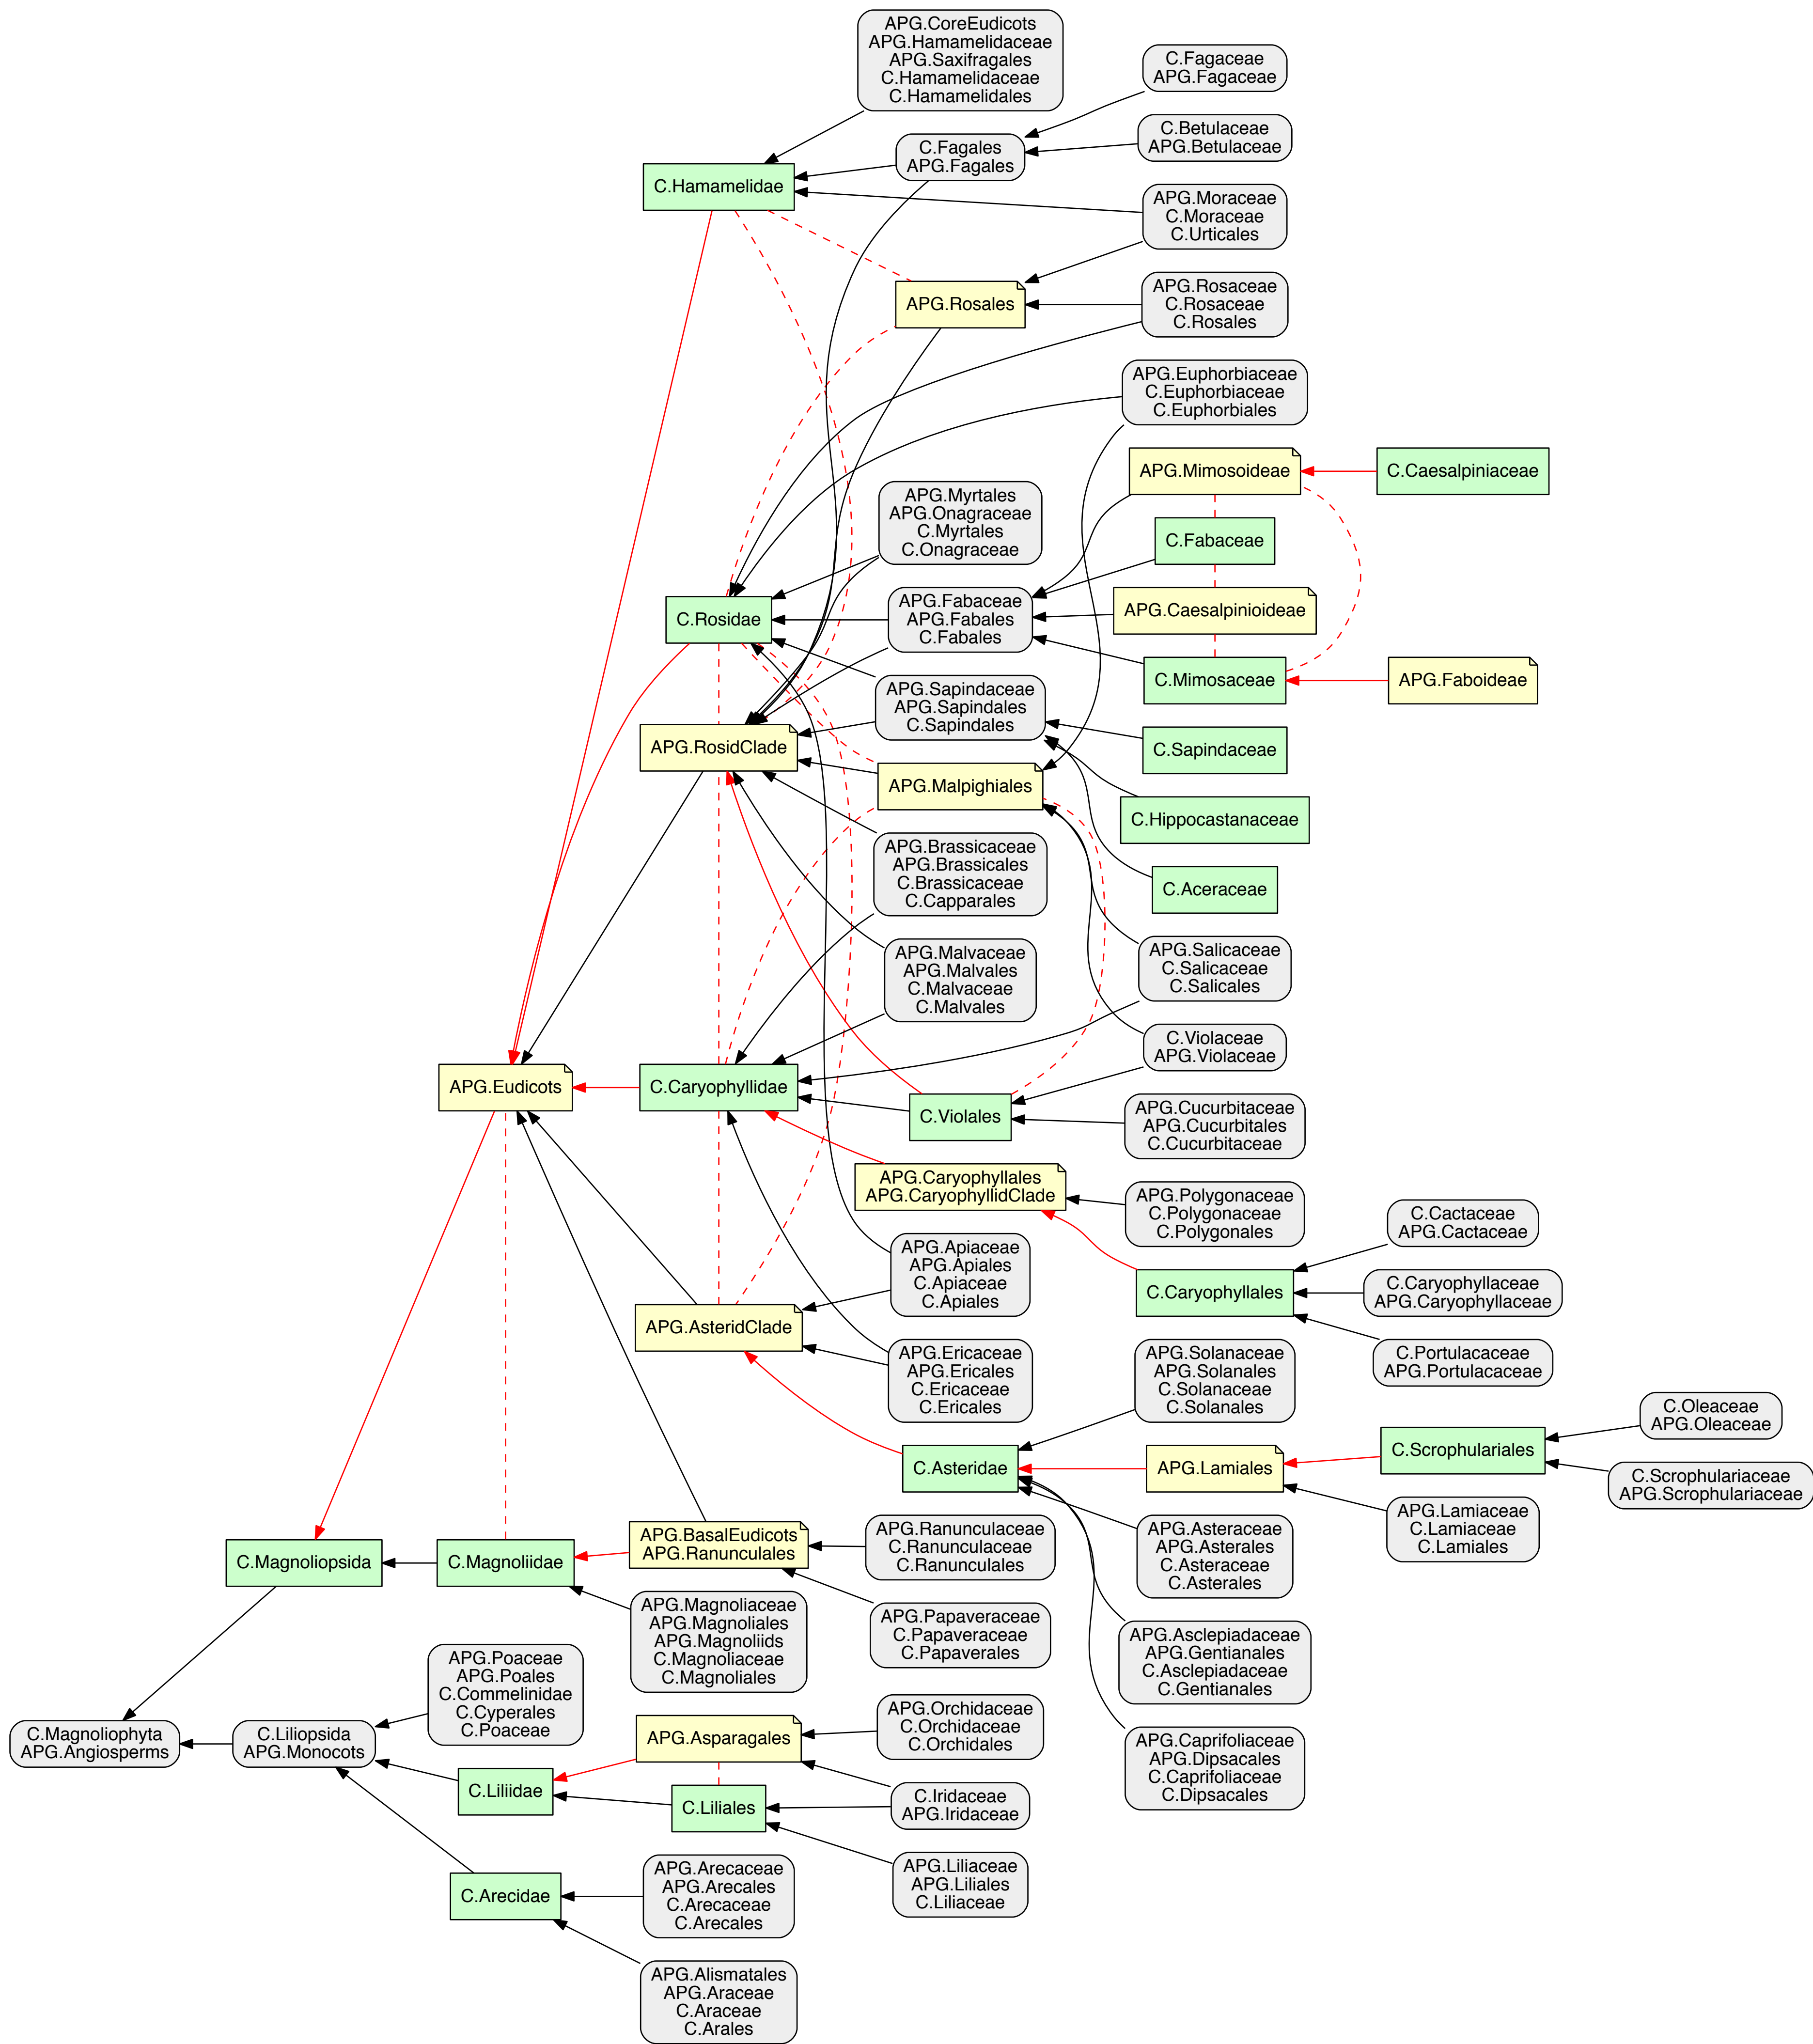 APG.CoreEudicots
APG.Hamamelidaceae
APG.Saxifragales
C.Hamamelidaceae
C.Hamamelidales
C.Fagaceae
APG.Fagaceae
C.Betulaceae
APG.Betulaceae
C.Fagales
APG.Fagales
C.Hamamelidae
APG.Moraceae
C.Moraceae
C.Urticales
APG.Rosales
APG.Rosaceae
C.Rosaceae
C.Rosales
APG.Euphorbiaceae
C.Euphorbiaceae
C.Euphorbiales
APG.Mimosoideae
C.Caesalpiniaceae
APG.Myrtales
APG.Onagraceae
C.Myrtales
C.Onagraceae
C.Fabaceae
C.Rosidae
APG.Fabaceae
APG.Fabales
C.Fabales
APG.Caesalpinioideae
C.Mimosaceae
APG.Faboideae
APG.Sapindaceae
APG.Sapindales
C.Sapindales
APG.RosidClade
C.Sapindaceae
APG.Malpighiales
C.Hippocastanaceae
APG.Brassicaceae
APG.Brassicales
C.Brassicaceae
C.Capparales
C.Aceraceae
APG.Malvaceae
APG.Malvales
C.Malvaceae
C.Malvales
APG.Salicaceae
C.Salicaceae
C.Salicales
C.Violaceae
APG.Violaceae
APG.Eudicots
C.Caryophyllidae
C.Violales
APG.Cucurbitaceae
APG.Cucurbitales
C.Cucurbitaceae
APG.Caryophyllales
APG.CaryophyllidClade
APG.Polygonaceae
C.Polygonaceae
C.Polygonales
C.Cactaceae
APG.Cactaceae
APG.Apiaceae
APG.Apiales
C.Apiaceae
C.Apiales
C.Caryophyllales
C.Caryophyllaceae
APG.Caryophyllaceae
APG.AsteridClade
C.Portulacaceae
APG.Portulacaceae
APG.Ericaceae
APG.Ericales
C.Ericaceae
C.Ericales
APG.Solanaceae
APG.Solanales
C.Solanaceae
C.Solanales
C.Oleaceae
APG.Oleaceae
C.Asteridae
APG.Lamiales
C.Scrophulariales
C.Scrophulariaceae
APG.Scrophulariaceae
APG.Lamiaceae
C.Lamiaceae
C.Lamiales
C.Magnoliopsida
C.Magnoliidae
APG.BasalEudicots
APG.Ranunculales
APG.Ranunculaceae
C.Ranunculaceae
C.Ranunculales
APG.Asteraceae
APG.Asterales
C.Asteraceae
C.Asterales
APG.Magnoliaceae
APG.Magnoliales
APG.Magnoliids
C.Magnoliaceae
C.Magnoliales
APG.Papaveraceae
C.Papaveraceae
C.Papaverales
APG.Asclepiadaceae
APG.Gentianales
C.Asclepiadaceae
C.Gentianales
APG.Poaceae
APG.Poales
C.Commelinidae
C.Cyperales
C.Poaceae
C.Magnoliophyta
APG.Angiosperms
C.Liliopsida
APG.Monocots
APG.Asparagales
APG.Orchidaceae
C.Orchidaceae
C.Orchidales
APG.Caprifoliaceae
APG.Dipsacales
C.Caprifoliaceae
C.Dipsacales
C.Liliidae
C.Liliales
C.Iridaceae
APG.Iridaceae
APG.Liliaceae
APG.Liliales
C.Liliaceae
C.Arecidae
APG.Arecaceae
APG.Arecales
C.Arecaceae
C.Arecales
APG.Alismatales
APG.Araceae
C.Araceae
C.Arales